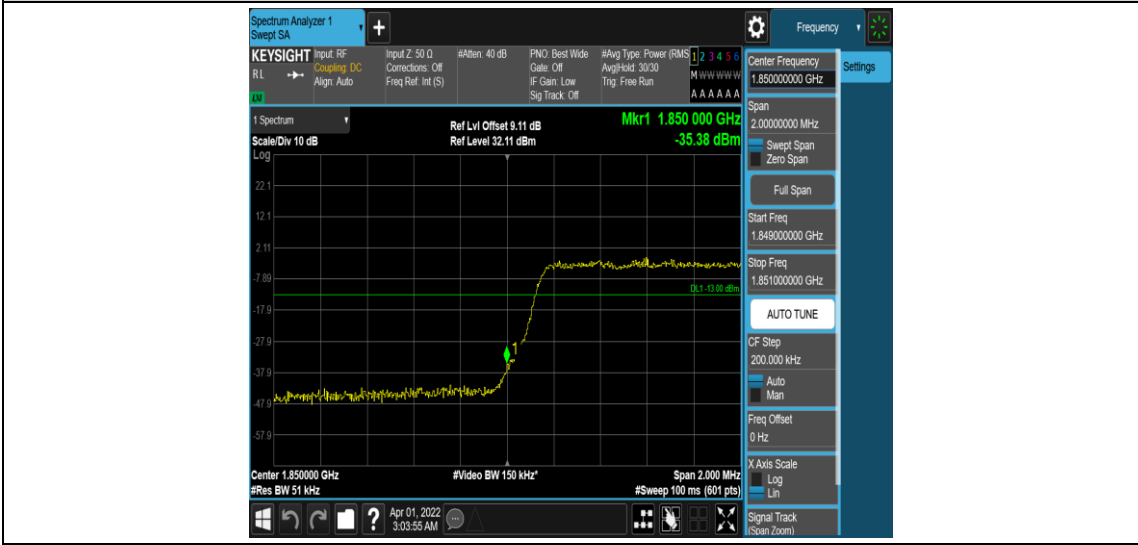 Spectrum Analyzer 1
Swept SA
Frequency
KEYSIGHT
RL
LNI
Input: RF
Coupling: DC
Align: Auto
Input Z: 50 Ω
Corrections: Off
Freq Ref: Int (S)
#Atten: 40 dB
PNO: Best Wide
Gate: Off
IF Gain: Low
Sig Track: Off
#Avg Type: Power (RMS
Avg|Hold: 30/30
Trig: Free Run
1 2 3 4 5 6
M W W W W W
A A A A A A
1 Spectrum
Scale/Div 10 dB
Log
Ref Lvl Offset 9.11 dB
Ref Level 32.11 dBm
Mkr1 1.850 000 GHz
-35.38 dBm
22.1
12.1
2.11
-7.89
-17.9
-27.9
-37.9
-47.9
-57.9
DL1 -13.00 dBm
1
Center 1.850000 GHz
#Res BW 51 kHz
#Video BW 150 kHz*
Span 2.000 MHz
#Sweep 100 ms (601 pts)
?
Apr 01, 2022
3:03:55 AM
Center Frequency
1.850000000 GHz
Settings
Span
2.00000000 MHz
Swept Span
Zero Span
Full Span
Start Freq
1.849000000 GHz
Stop Freq
1.851000000 GHz
AUTO TUNE
CF Step
200.000 kHz
Auto
Man
Freq Offset
0 Hz
X Axis Scale
Log
Lin
Signal Track
(Span Zoom)